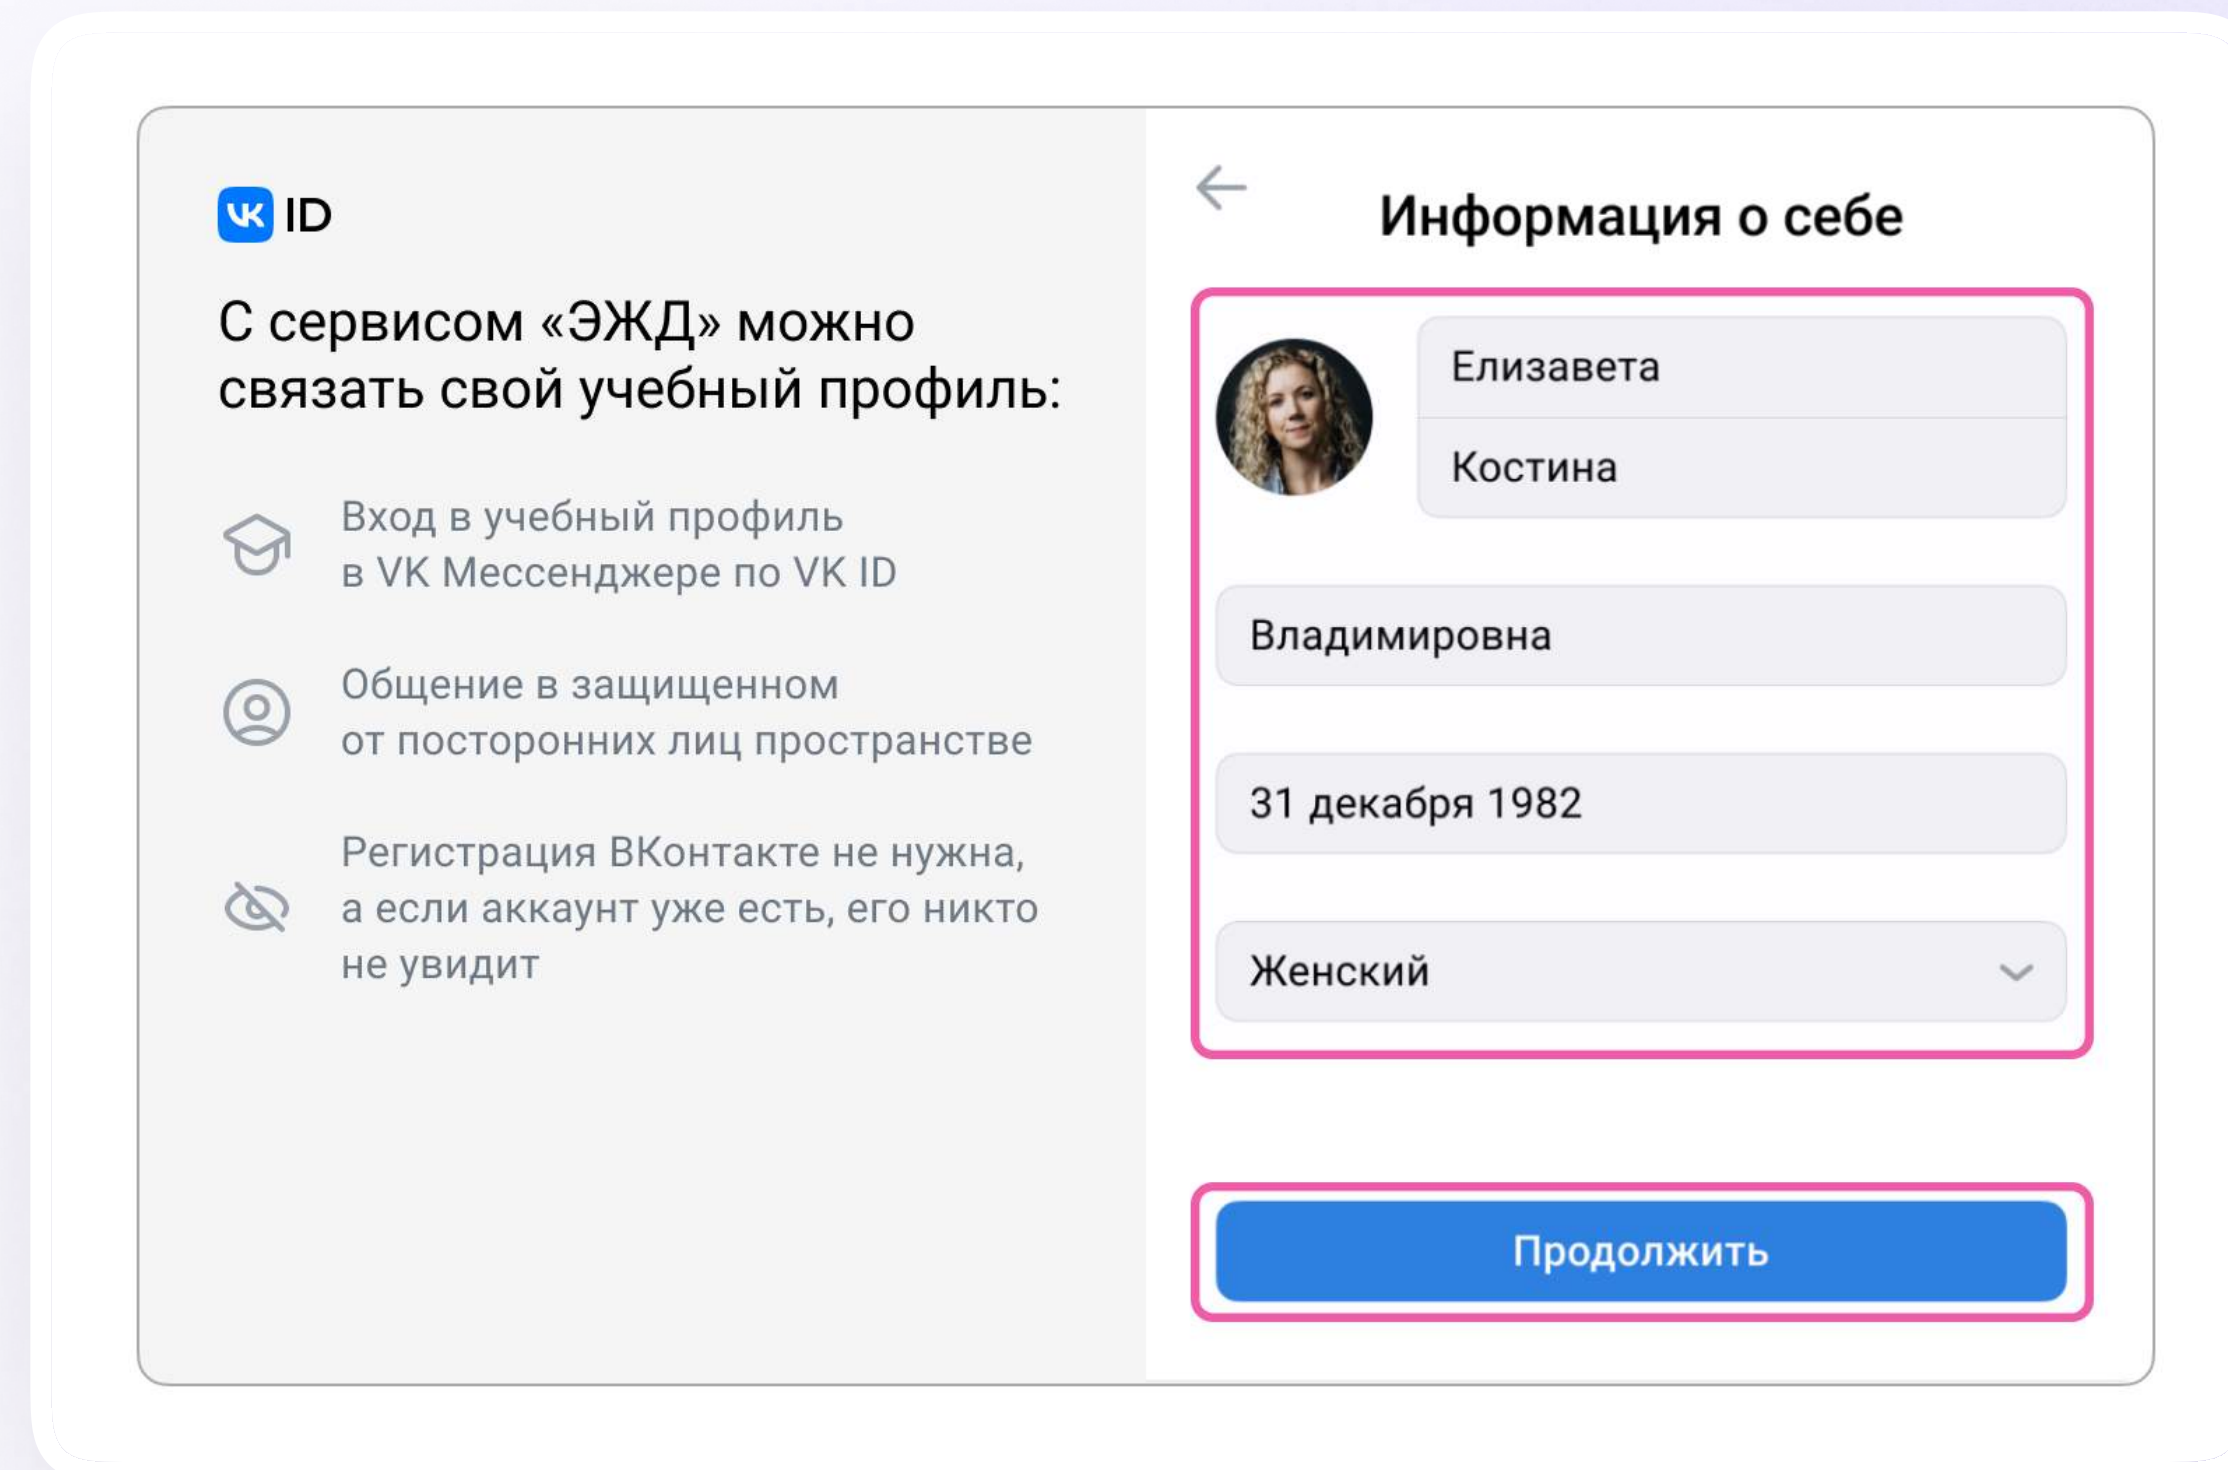 VK ID
С сервисом «ЭЖД» можно
связать свой учебный профиль:
Вход в учебный профиль
в VK Мессенджере по VK ID
Общение в защищенном
от посторонних лиц пространстве
Регистрация ВКонтакте не нужна,
а если аккаунт уже есть, его никто
не увидит
Информация о себе
Елизавета
Костина
Владимировна
31 декабря 1982
Женский
Продолжить